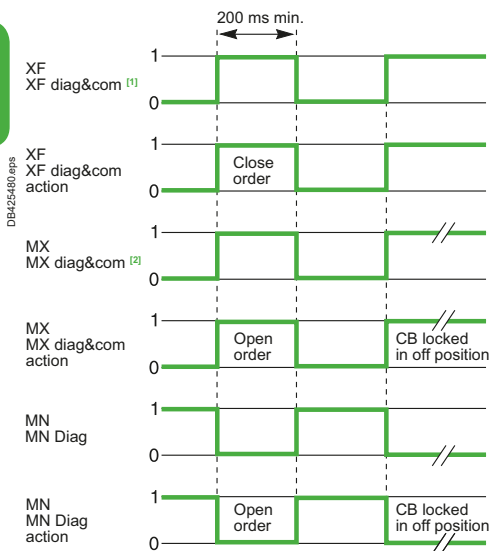 200 ms min.
XF
XF diag&com [1]
1
0
XF
XF diag&com
action
1
0
Close
order
DB425480.eps
MX
MX diag&com [2]
1
0
MX
MX diag&com
action
1
0
Open
order
CB locked
in off position
MN
MN Diag
1
0
MN
MN Diag
action
1
0
Open
order
CB locked
in off position